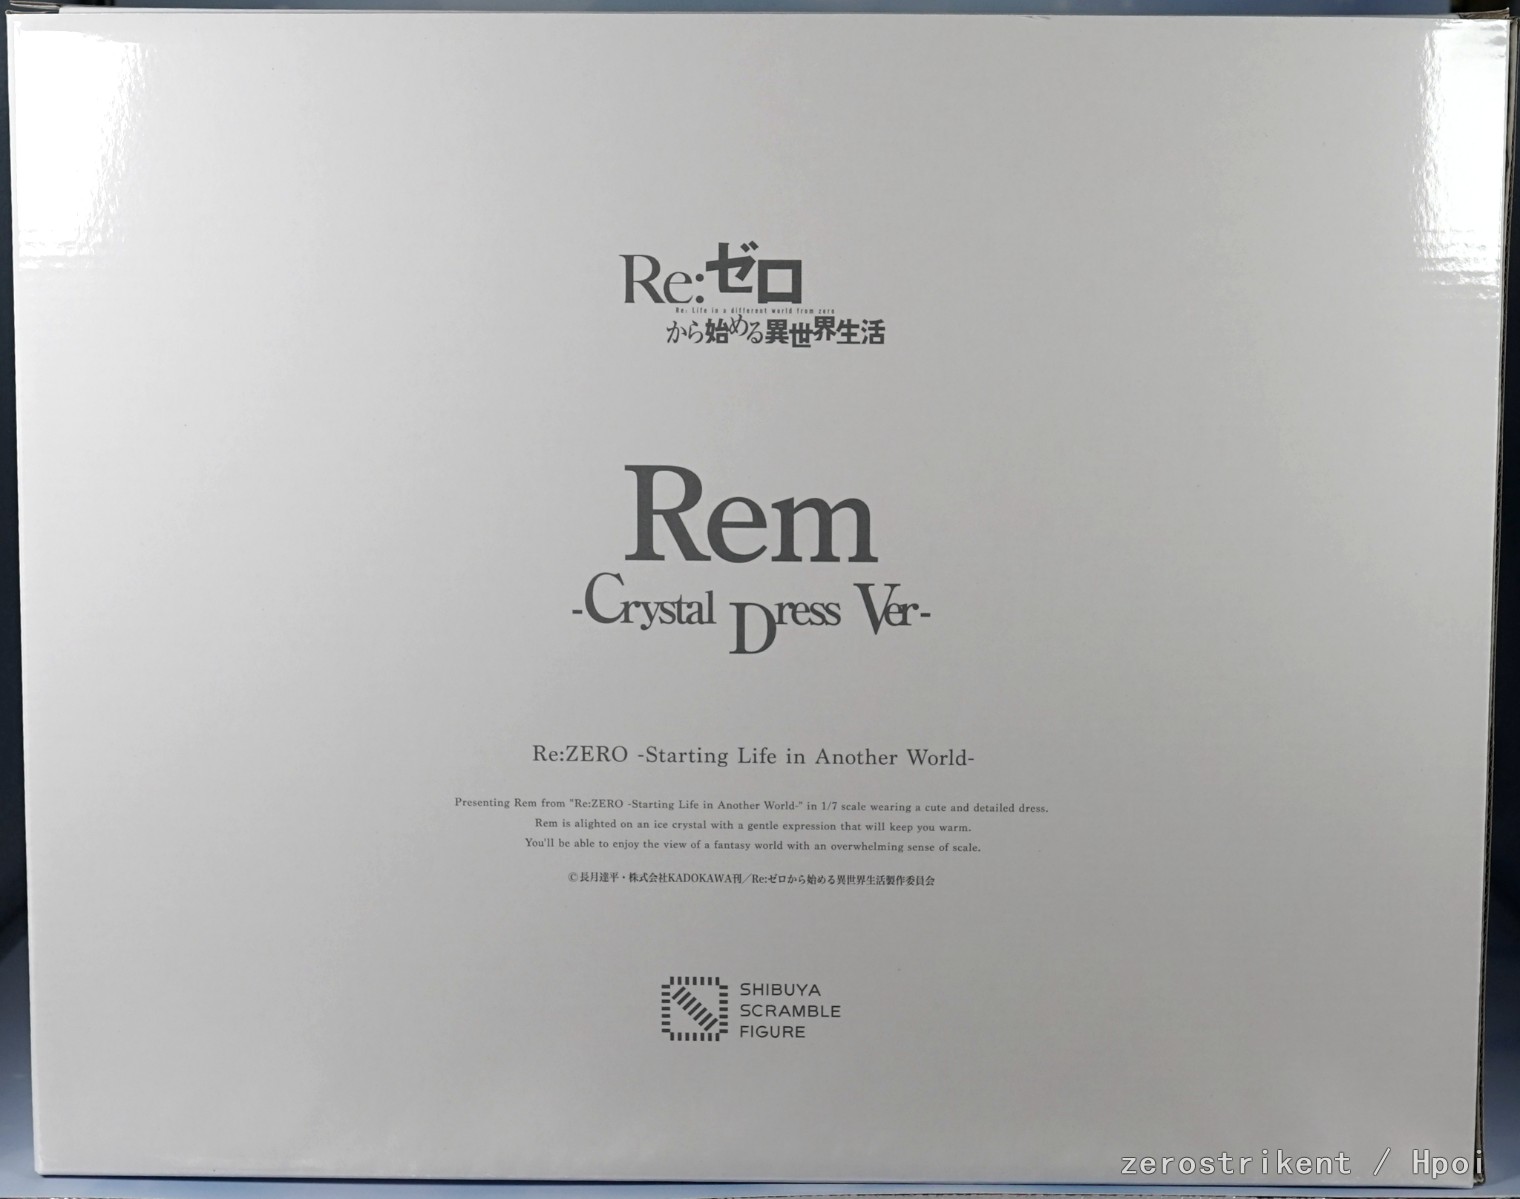 Re:ゼロ
Re: Life in a different world from zero
から始める異世界生活
Rem
-Crystal Dress Ver-
Re:ZERO -Starting Life in Another World-
Presenting Rem from "Re:ZERO -Starting Life in Another World-" in 1/7 scale wearing a cute and detailed dress.
Rem is alighted on an ice crystal with a gentle expression that will keep you warm.
You'll be able to enjoy the view of a fantasy world with an overwhelming sense of scale.
©長月達平・株式会社KADOKAWA刊/Re:ゼロから始める異世界生活製作委員会
SHIBUYA
SCRAMBLE
FIGURE
zerostrikent / Hpoi